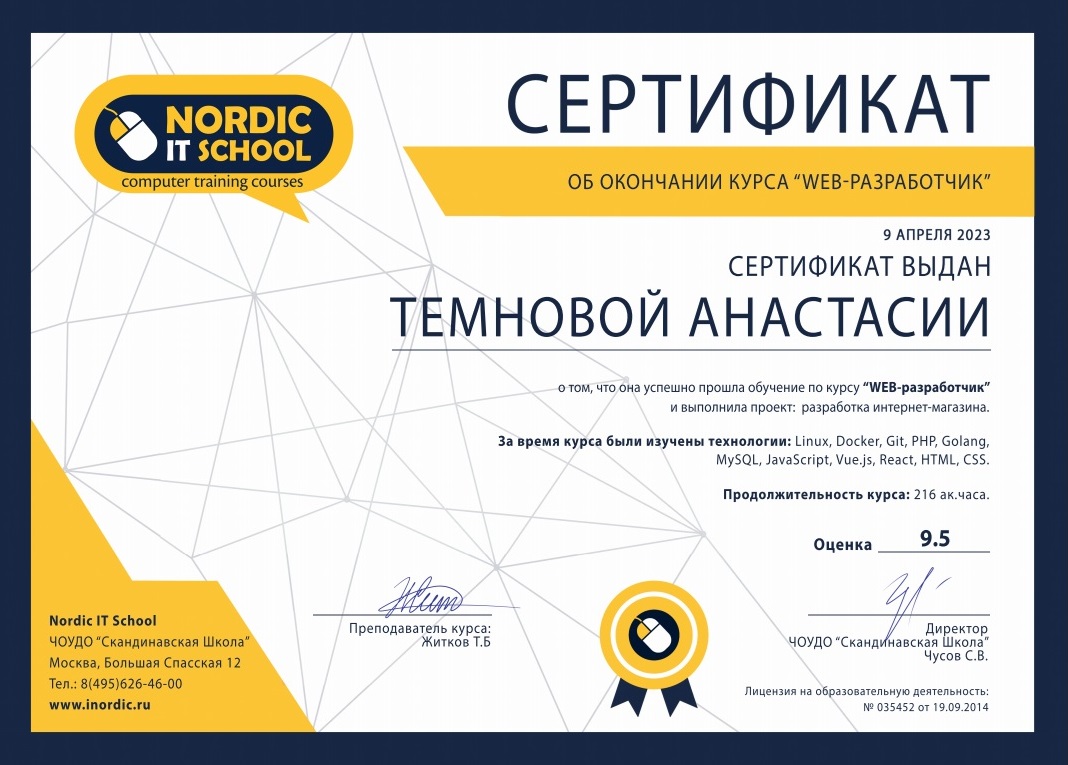 NORDIC
IT SCHOOL
computer training courses
СЕРТИФИКАТ
ОБ ОКОНЧАНИИ КУРСА “WEB-РАЗРАБОТЧИК”
9 АПРЕЛЯ 2023
СЕРТИФИКАТ ВЫДАН
ТЕМНОВОЙ АНАСТАСИИ
о том, что она успешно прошла обучение по курсу “WEB-разработчик”
и выполнила проект: разработка интернет-магазина.
За время курса были изучены технологии: Linux, Docker, Git, PHP, Golang,
MySQL, JavaScript, Vue.js, React, HTML, CSS.
Продолжительность курса: 216 ак.часа.
Оценка 9.5
Nordic IT School
ЧОУДО “Скандинавская Школа”
Москва, Большая Спасская 12
Тел.: 8(495)626-46-00
www.inordic.ru
Преподаватель курса:
Житков Т.Б
Директор
ЧОУДО “Скандинавская Школа”
Чусов С.В.
Лицензия на образовательную деятельность:
№ 035452 от 19.09.2014